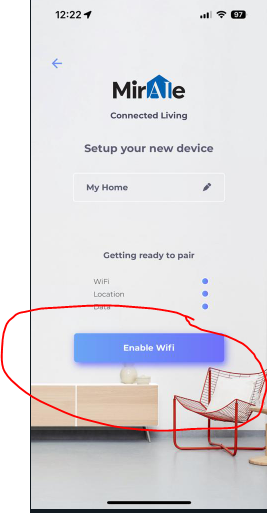 12:22
97
MirAIe
Connected Living
Setup your new device
My Home
Getting ready to pair
WiFi
Location
Data
Enable Wifi